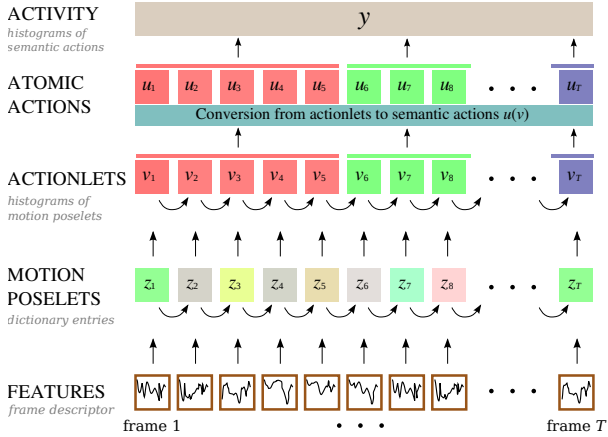 ACTIVITY
histograms of
semantic actions
y
ATOMIC
ACTIONS
u1 u2 u3 u4 u5 u6 u7 u8 . . . uT
Conversion from actionlets to semantic actions u(v)
ACTIONLETS
histograms of
motion poselets
v1 v2 v3 v4 v5 v6 v7 v8 . . . vT
MOTION
POSELETS
dictionary entries
z1 z2 z3 z4 z5 z6 z7 z8 . . . zT
FEATURES
frame descriptor
. . .
frame 1 . . . frame T